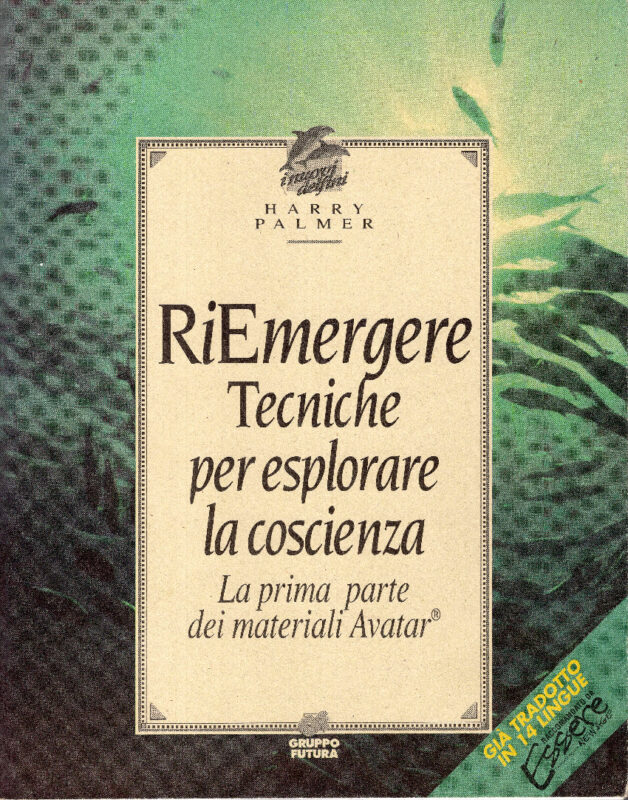 i nuovi
delfini
HARRY
PALMER
RiEmergere
Tecniche
per esplorare
la coscienza
La prima parte
dei materiali Avatar®
GRUPPO
FUTURA
GIÀ TRADOTTO
IN 14 LINGUE
Essere